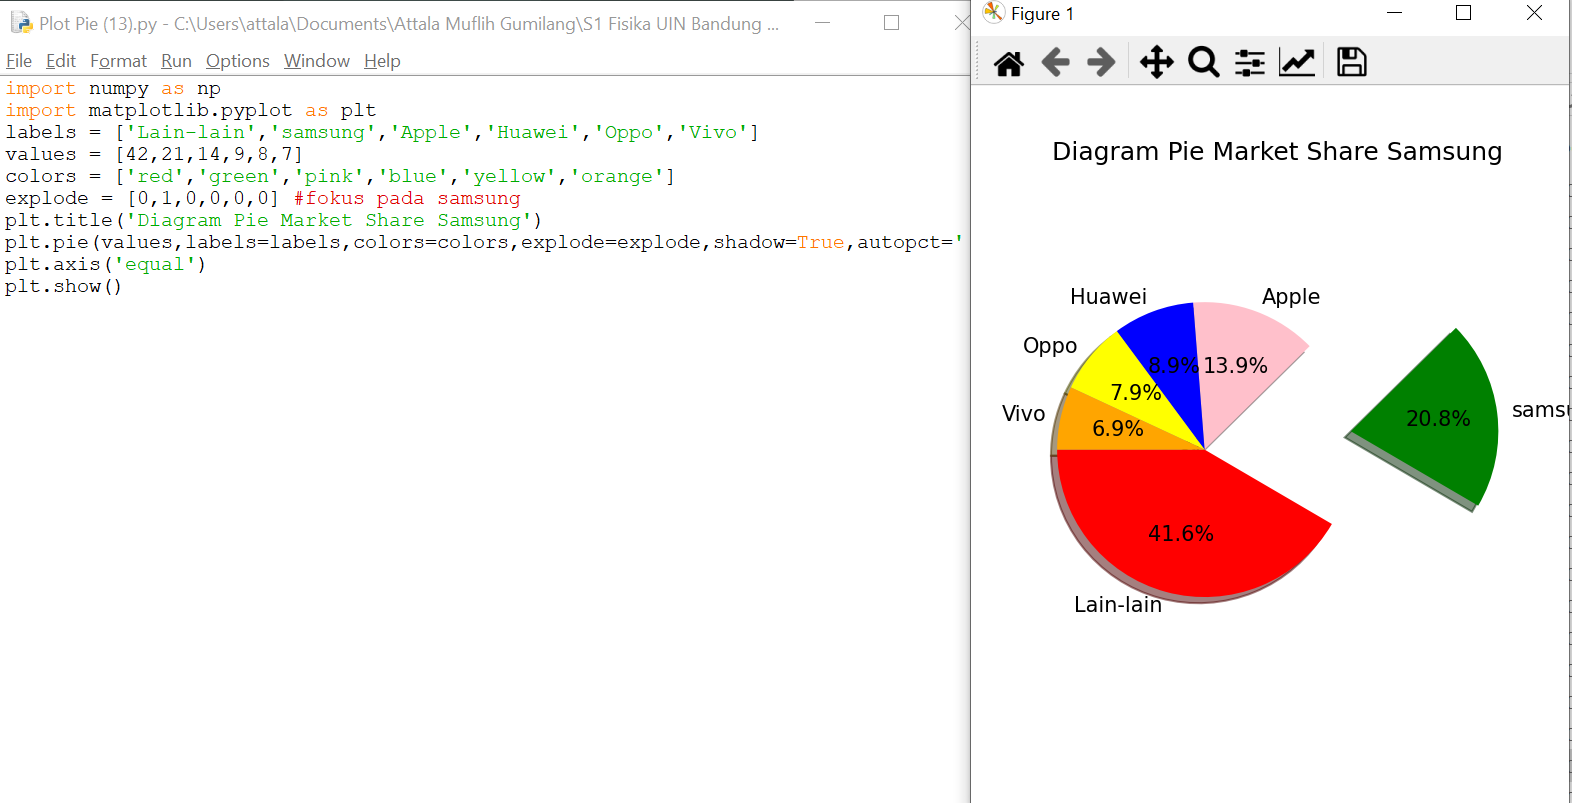 Plot Pie (13).py - C:\Users\attala\Documents\Attala Muflih Gumilang\S1 Fisika UIN Bandung ...
File Edit Format Run Options Window Help
import numpy as np
import matplotlib.pyplot as plt
labels = ['Lain-lain','samsung','Apple','Huawei','Oppo','Vivo']
values = [42,21,14,9,8,7]
colors = ['red','green','pink','blue','yellow','orange']
explode = [0,1,0,0,0,0] #fokus pada samsung
plt.title('Diagram Pie Market Share Samsung')
plt.pie(values,labels=labels,colors=colors,explode=explode,shadow=True,autopct='
plt.axis('equal')
plt.show()
Figure 1
Diagram Pie Market Share Samsung
Huawei
Apple
Oppo
8.9%
13.9%
7.9%
Vivo
6.9%
20.8%
41.6%
Lain-lain